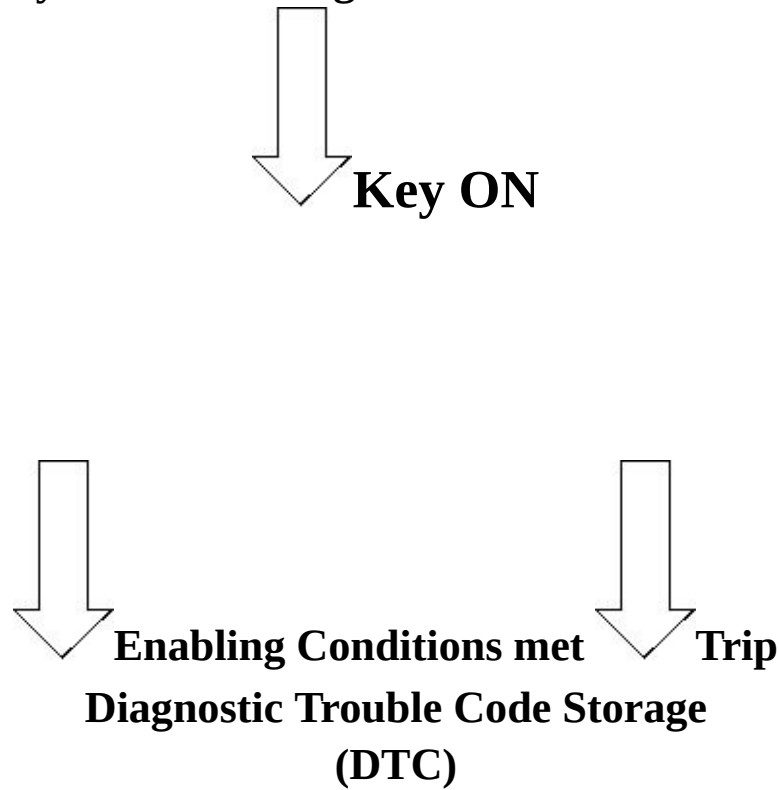 Key ON
Enabling Conditions met Trip
Diagnostic Trouble Code Storage
(DTC)